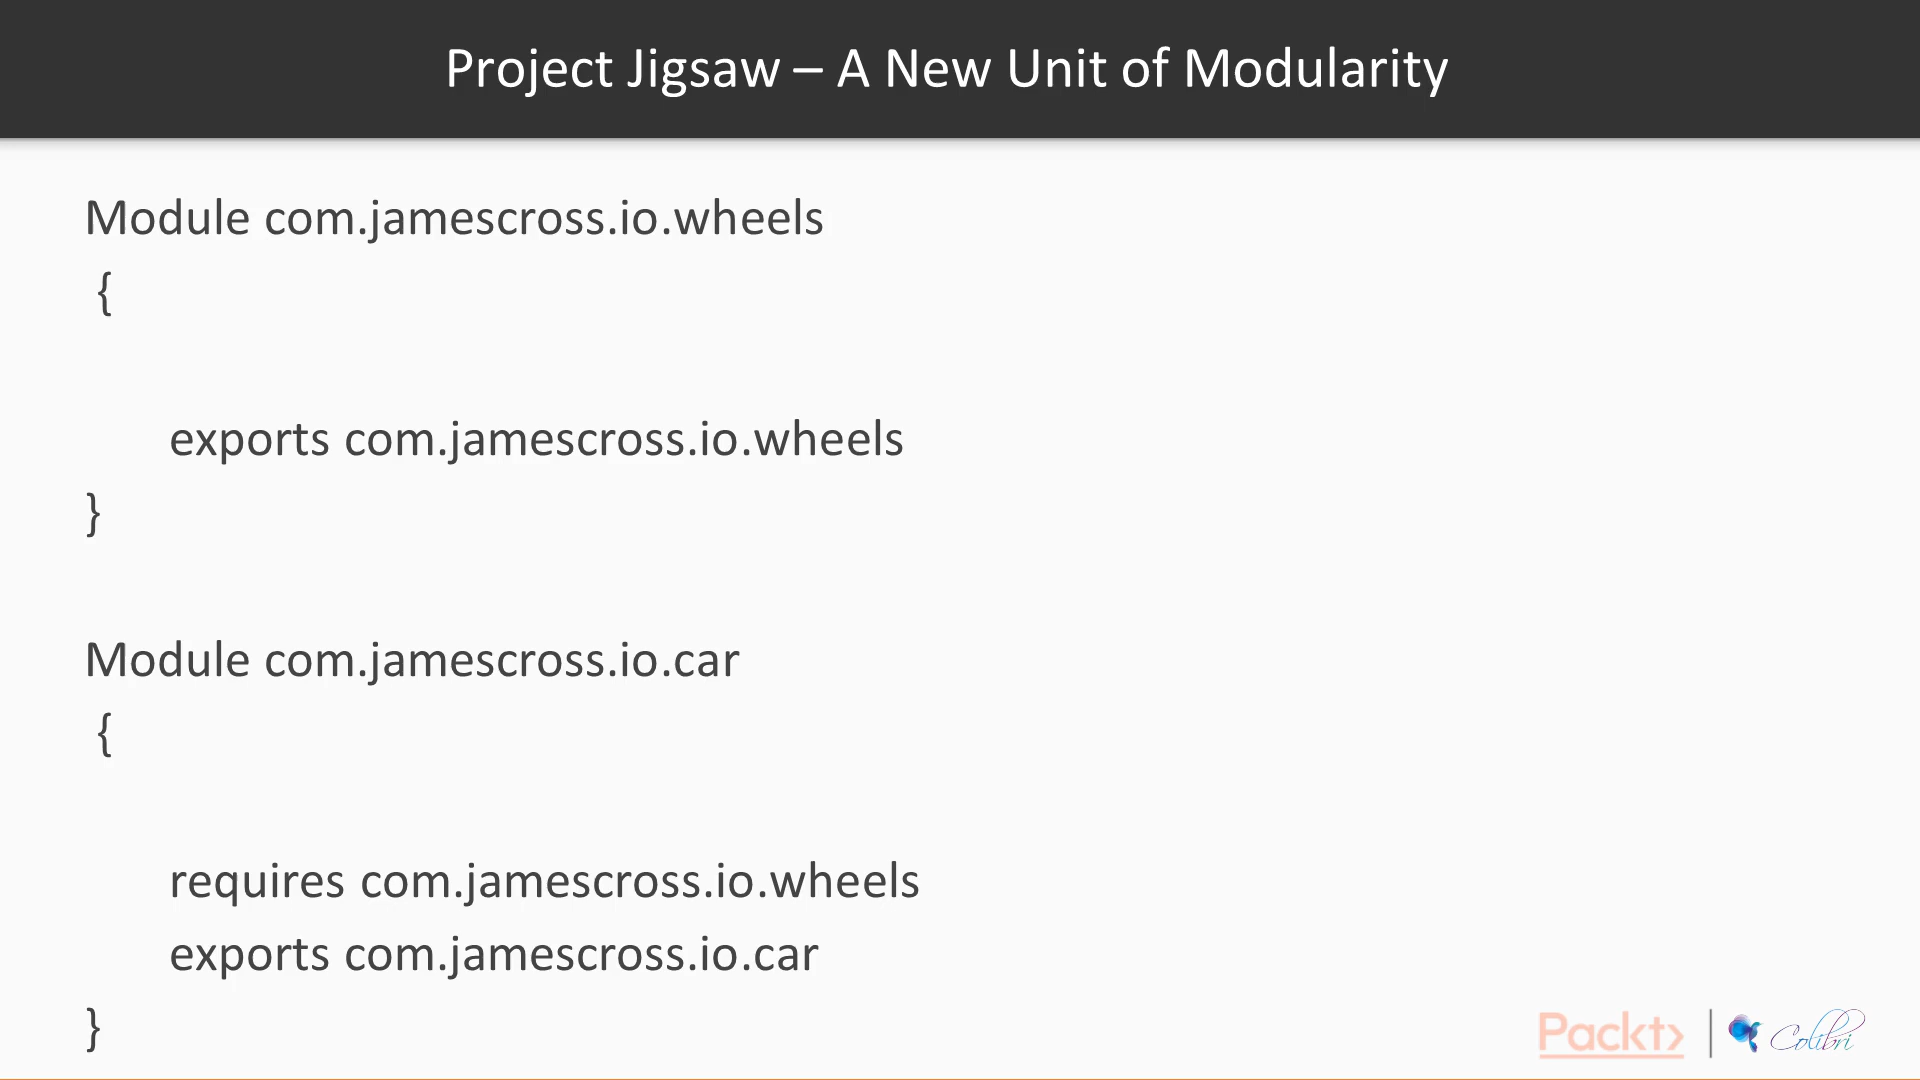 Project Jigsaw – A New Unit of Modularity
Module com.jamescross.io.wheels
{
exports com.jamescross.io.wheels
}
Module com.jamescross.io.car
{
requires com.jamescross.io.wheels
exports com.jamescross.io.car
}
Packt> | Colibri